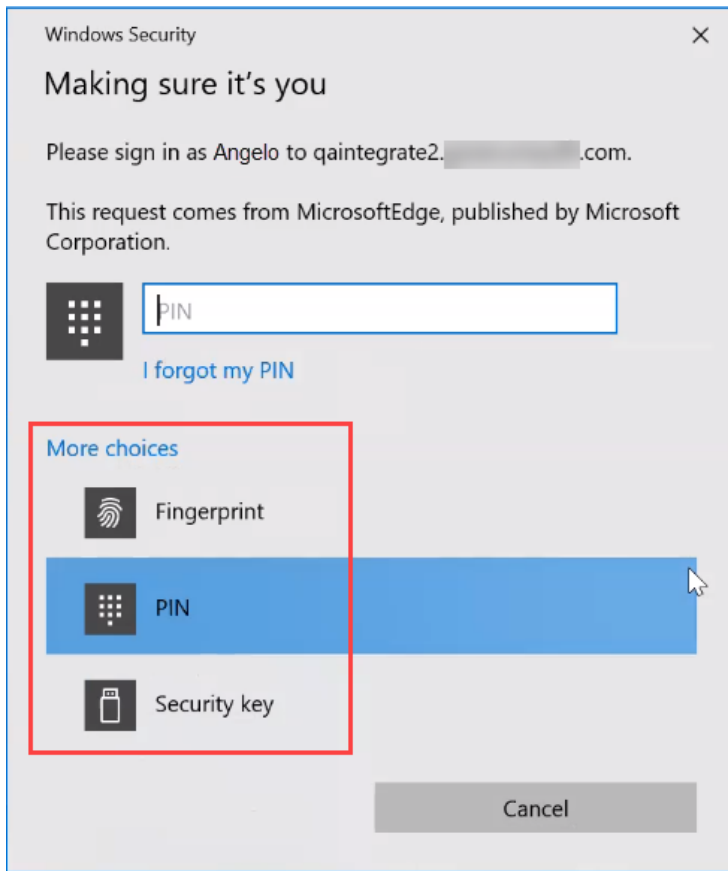 Windows Security
Making sure it's you
Please sign in as Angelo to qaintegrate2. .com.
This request comes from MicrosoftEdge, published by Microsoft
Corporation.
PIN
I forgot my PIN
More choices
Fingerprint
PIN
Security key
Cancel